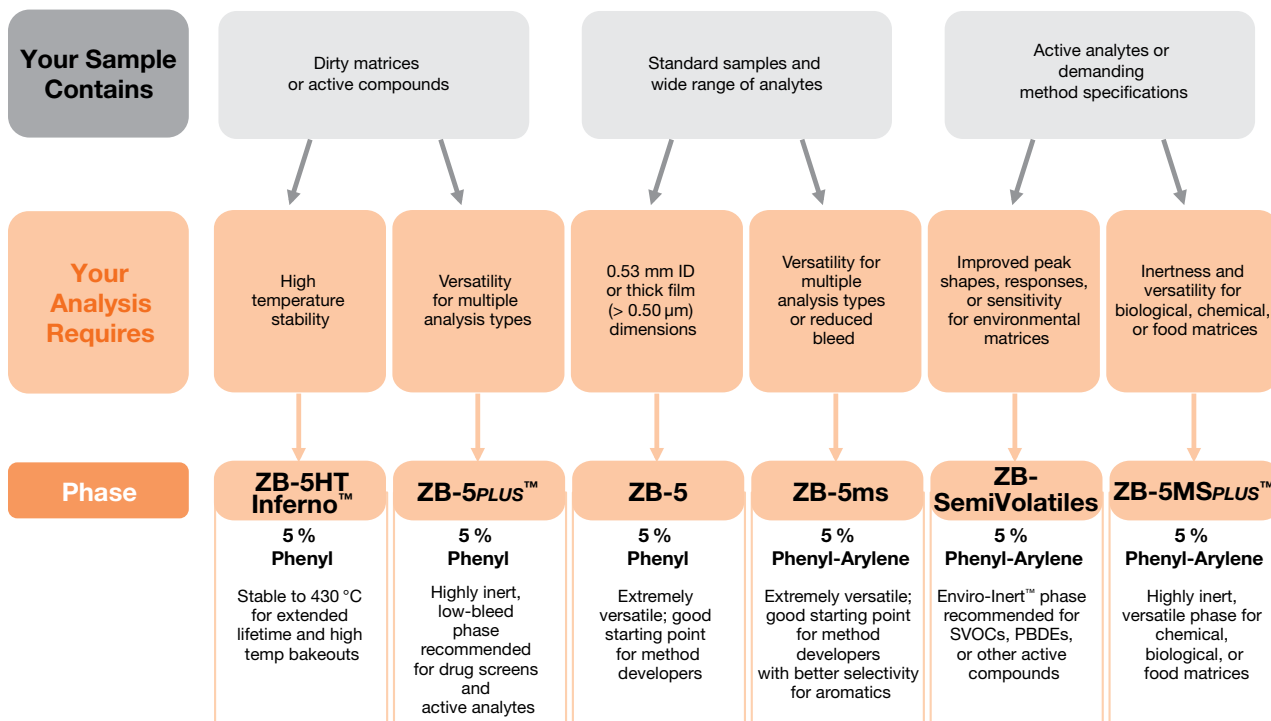 Your Sample
Contains
Dirty matrices
or active compounds
Standard samples and
wide range of analytes
Active analytes or
demanding
method specifications
Your
Analysis
Requires
High
temperature
stability
Versatility
for multiple
analysis types
0.53 mm ID
or thick film
(> 0.50 µm)
dimensions
Versatility for
multiple
analysis types
or reduced
bleed
Improved peak
shapes, responses,
or sensitivity
for environmental
matrices
Inertness and
versatility for
biological, chemical,
or food matrices
Phase
ZB-5HT
Inferno™
5 %
Phenyl
Stable to 430 °C
for extended
lifetime and high
temp bakeouts
ZB-5PLUS™
5 %
Phenyl
Highly inert,
low-bleed
phase
recommended
for drug screens
and
active analytes
ZB-5
5 %
Phenyl
Extremely
versatile; good
starting point
for method
developers
ZB-5ms
5 %
Phenyl-Arylene
Extremely versatile;
good starting point
for method
developers
with better selectivity
for aromatics
ZB-
SemiVolatiles
5 %
Phenyl-Arylene
Enviro-Inert™ phase
recommended for
SVOCs, PBDEs,
or other active
compounds
ZB-5MSPLUS™
5 %
Phenyl-Arylene
Highly inert,
versatile phase for
chemical,
biological, or
food matrices